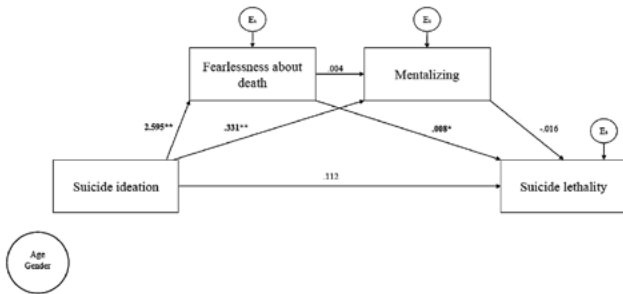 E₁
E₂
Fearlessness about
death
.004
Mentalizing
2.595**
.331**
.008*
-.016
E₃
Suicide ideation
.112
Suicide lethality
Age
Gender